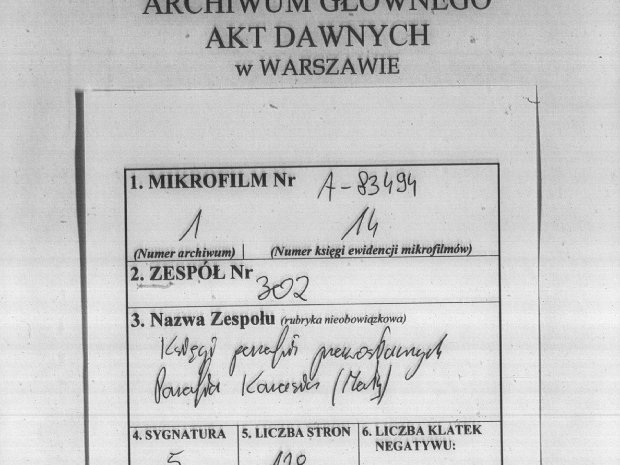 ARCHIWUM GŁÓWNEGO
AKT DAWNYCH
w WARSZAWIE
1. MIKROFILM Nr A-83494
1 14
(Numer archiwum) (Numer księgi ewidencji mikrofilmów)
2. ZESPÓŁ Nr 302
3. Nazwa Zespołu (rubryka nieobowiązkowa)
Księgi parafii prawosławnych
Parafia
4. SYGNATURA 5. LICZBA STRON 6. LICZBA KLATEK
NEGATYWU:
5 118